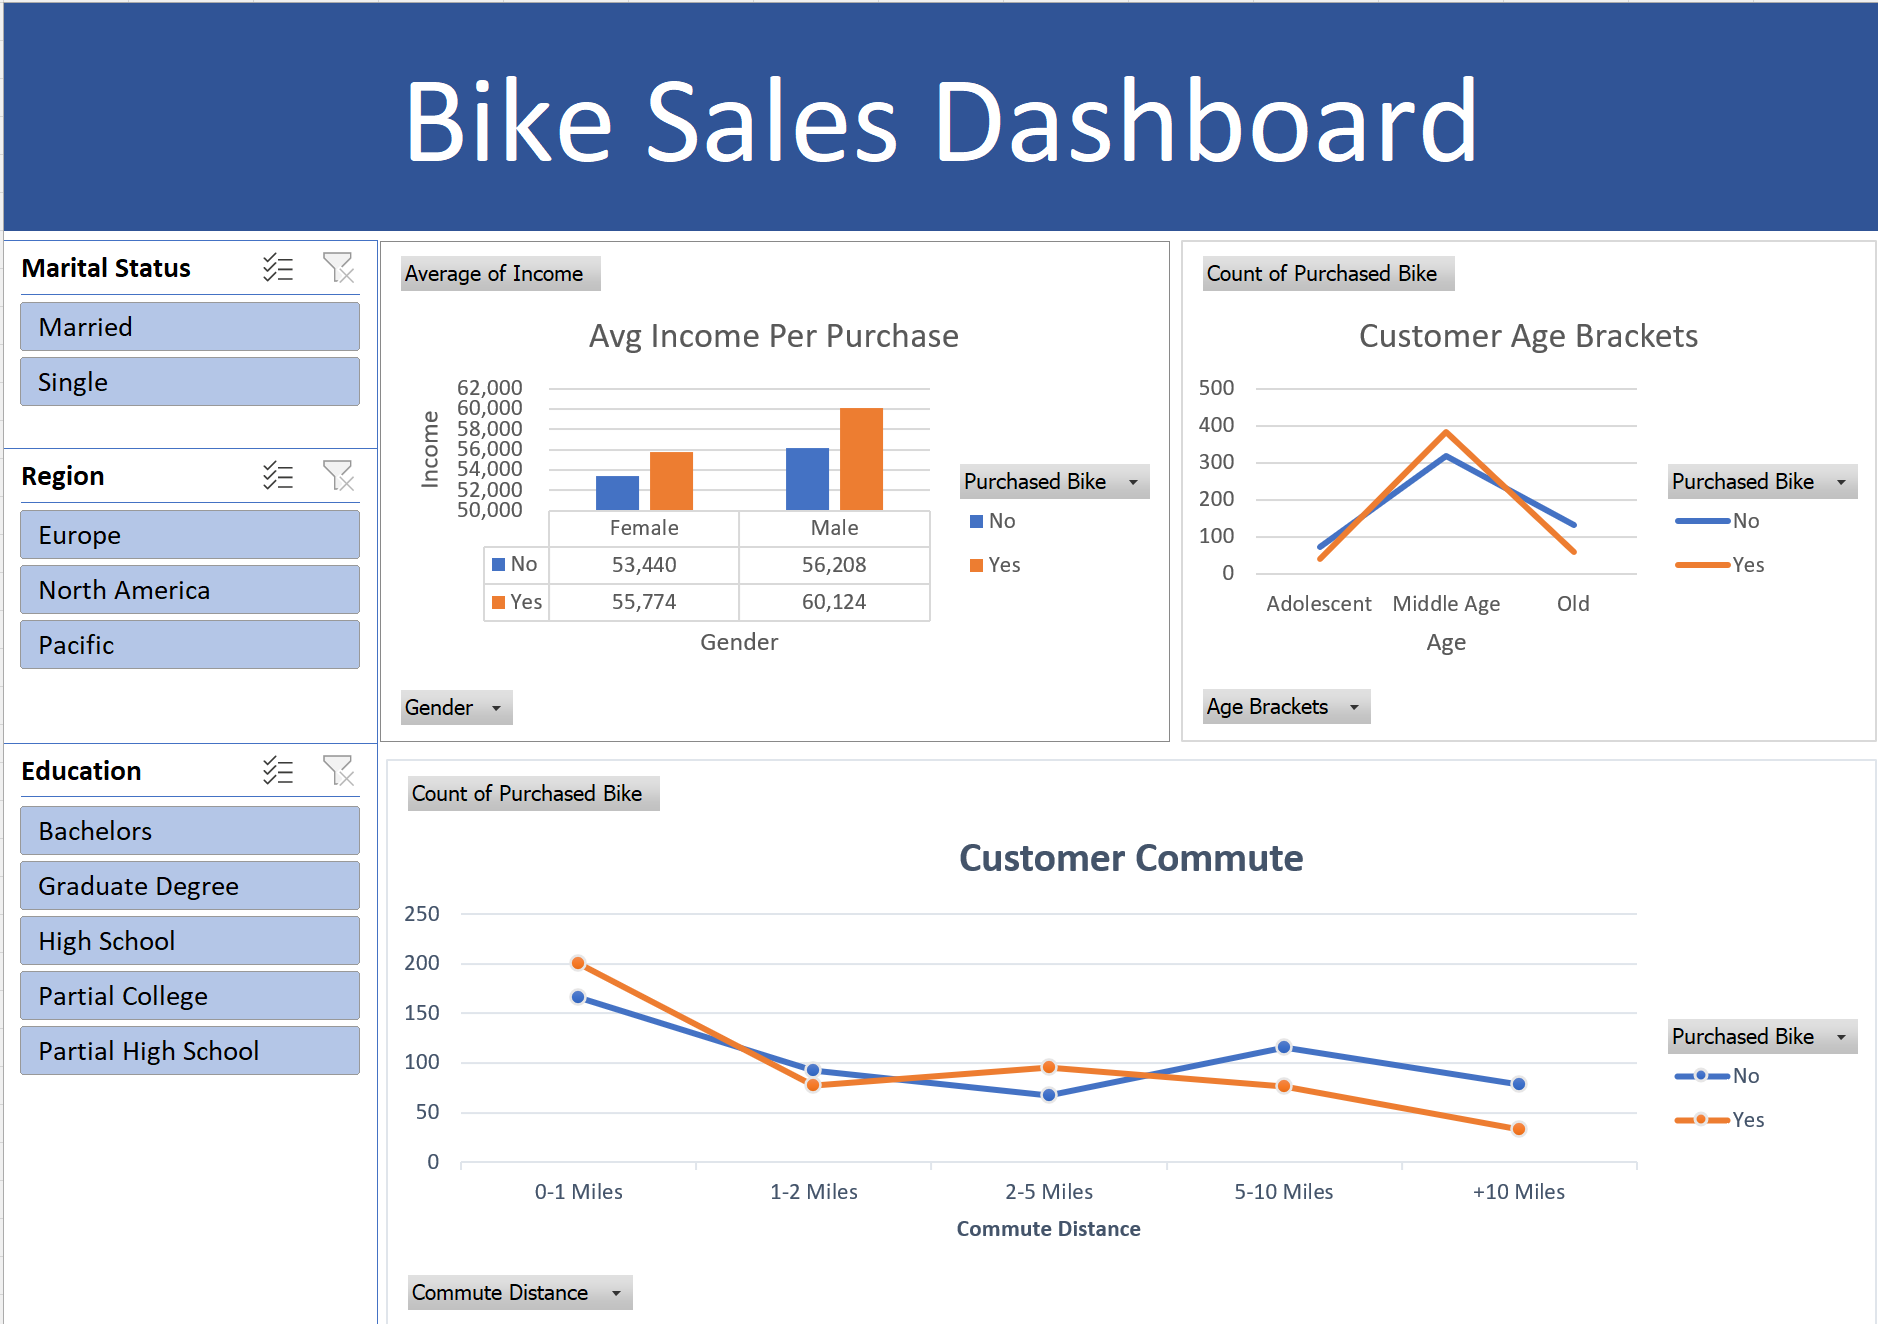 Bike Sales Dashboard
Marital Status
Married
Single
Region
Europe
North America
Pacific
Education
Bachelors
Graduate Degree
High School
Partial College
Partial High School
Average of Income
Avg Income Per Purchase
Income
62,000
60,000
58,000
56,000
54,000
52,000
50,000
Female Male
No 53,440 56,208
Yes 55,774 60,124
Gender
Purchased Bike
No
Yes
Gender
Count of Purchased Bike
Customer Age Brackets
500
400
300
200
100
0
Adolescent Middle Age Old
Age
Purchased Bike
No
Yes
Age Brackets
Count of Purchased Bike
Customer Commute
250
200
150
100
50
0
0-1 Miles 1-2 Miles 2-5 Miles 5-10 Miles +10 Miles
Commute Distance
Purchased Bike
No
Yes
Commute Distance